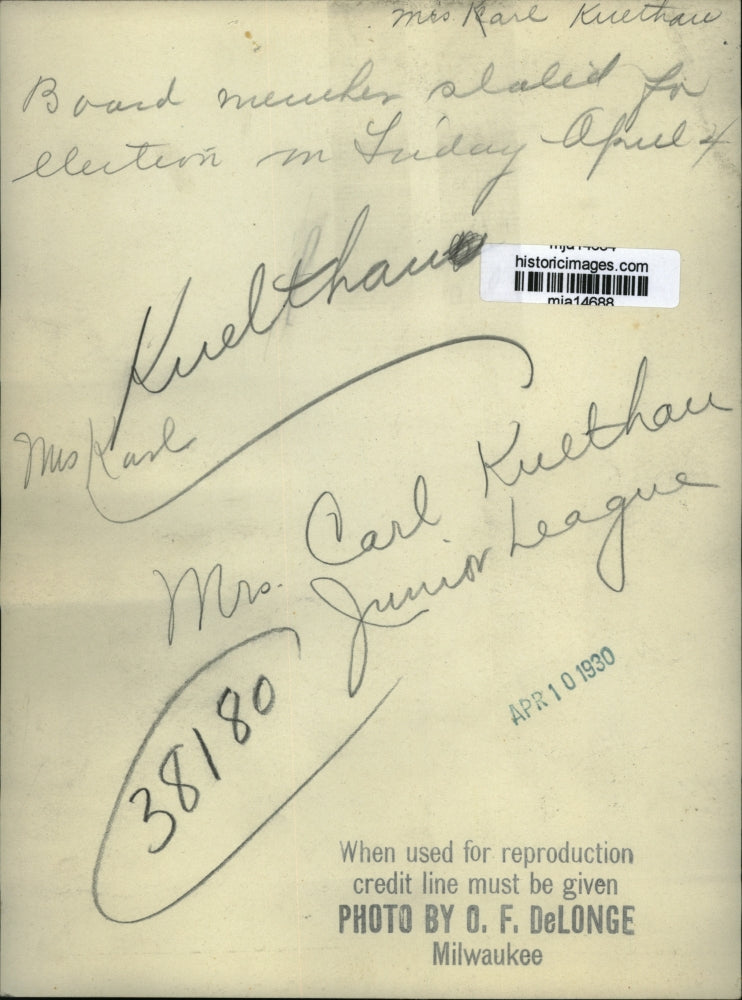 Mrs Karl Kuethau
Board member slated for
election on Friday April 4
Kuelthau
Mrs Karl
historicimages.com
mja14688
Mrs. Carl Kuelthau
Junior League
38180
APR 10 1930
When used for reproduction
credit line must be given
PHOTO BY O. F. DeLONGE
Milwaukee